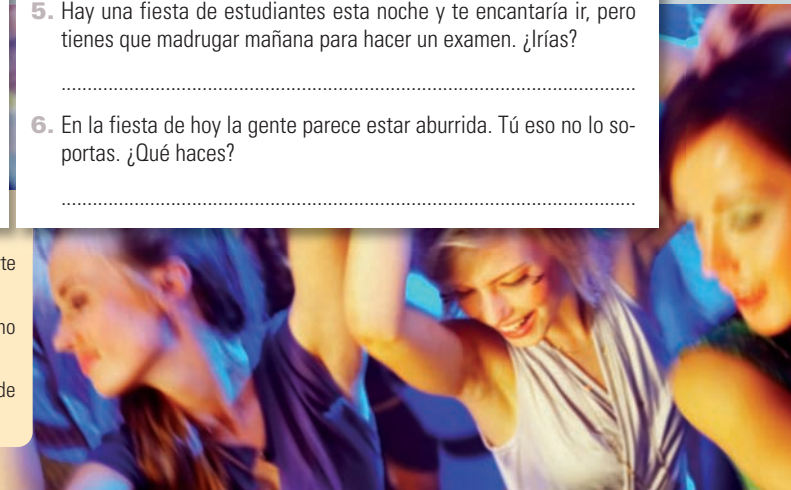 5. Hay una fiesta de estudiantes esta noche y te encantaría ir, pero
tienes que madrugar mañana para hacer un examen. ¿Irías?
................................................................................................................
6. En la fiesta de hoy la gente parece estar aburrida. Tú eso no lo so-
portas. ¿Qué haces?
................................................................................................................
de